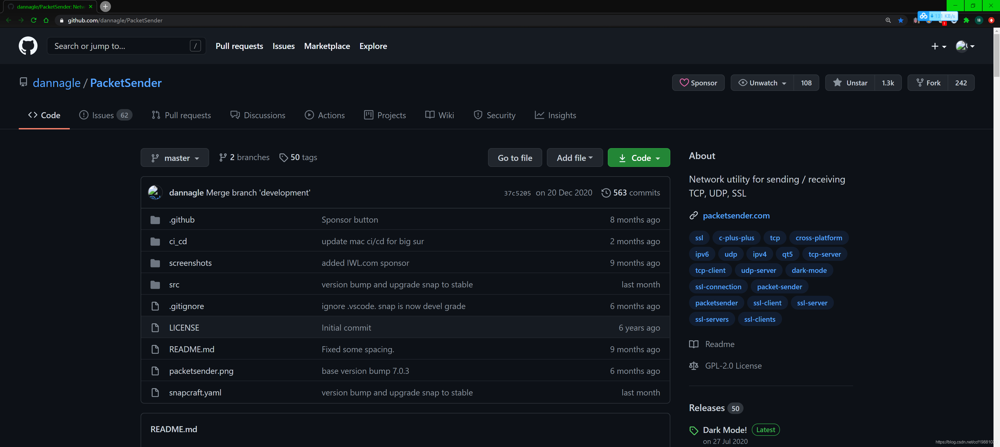 dannagle/PacketSender: Netw
131 KB/s
github.com/dannagle/PacketSender
锋
Search or jump to...
/
Pull requests
Issues
Marketplace
Explore
dannagle / PacketSender
Sponsor
Unwatch 108
Unstar 1.3k
Fork 242
Code
Issues 62
Pull requests
Discussions
Actions
Projects
Wiki
Security
Insights
master
2 branches
50 tags
Go to file
Add file
Code
dannagle Merge branch 'development'
37c5205 on 20 Dec 2020
563 commits
.github Sponsor button 8 months ago
ci_cd update mac ci/cd for big sur 2 months ago
screenshots added IWL.com sponsor 9 months ago
src version bump and upgrade snap to stable last month
.gitignore ignore .vscode. snap is now devel grade 6 months ago
LICENSE Initial commit 6 years ago
README.md Fixed some spacing. 9 months ago
packetsender.png base version bump 7.0.3 6 months ago
snapcraft.yaml version bump and upgrade snap to stable last month
README.md
About
Network utility for sending / receiving
TCP, UDP, SSL
packetsender.com
ssl c-plus-plus tcp cross-platform
ipv6 udp ipv4 qt5 tcp-server
tcp-client udp-server dark-mode
ssl-connection packet-sender
packetsender ssl-client ssl-server
ssl-servers ssl-clients
Readme
GPL-2.0 License
Releases 50
Dark Mode! Latest
on 27 Jul 2020